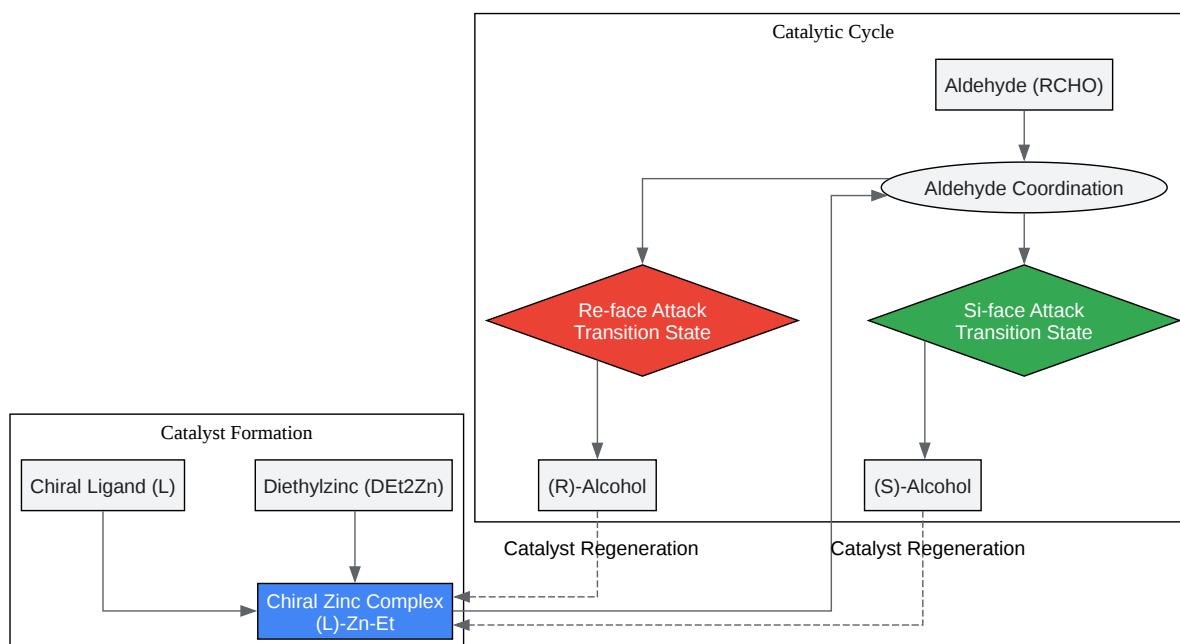 Catalytic Cycle
Aldehyde (RCHO)
Aldehyde Coordination
Re-face Attack
Transition State
Si-face Attack
Transition State
Catalyst Formation
Chiral Ligand (L)
Diethylzinc (DEt2Zn)
(R)-Alcohol
(S)-Alcohol
Catalyst Regeneration
Catalyst Regeneration
Chiral Zinc Complex
(L)-Zn-Et